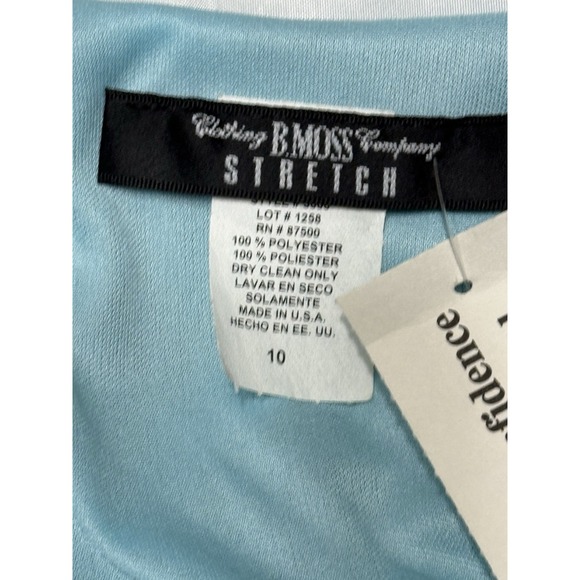 Clothing B.MOSS Company
STRETCH
LOT # 1258
RN # 87500
100 % POLYESTER
100 % POLIESTER
DRY CLEAN ONLY
LAVAR EN SECO
SOLAMENTE
MADE IN U.S.A.
HECHO EN EE. UU.
10
fidence